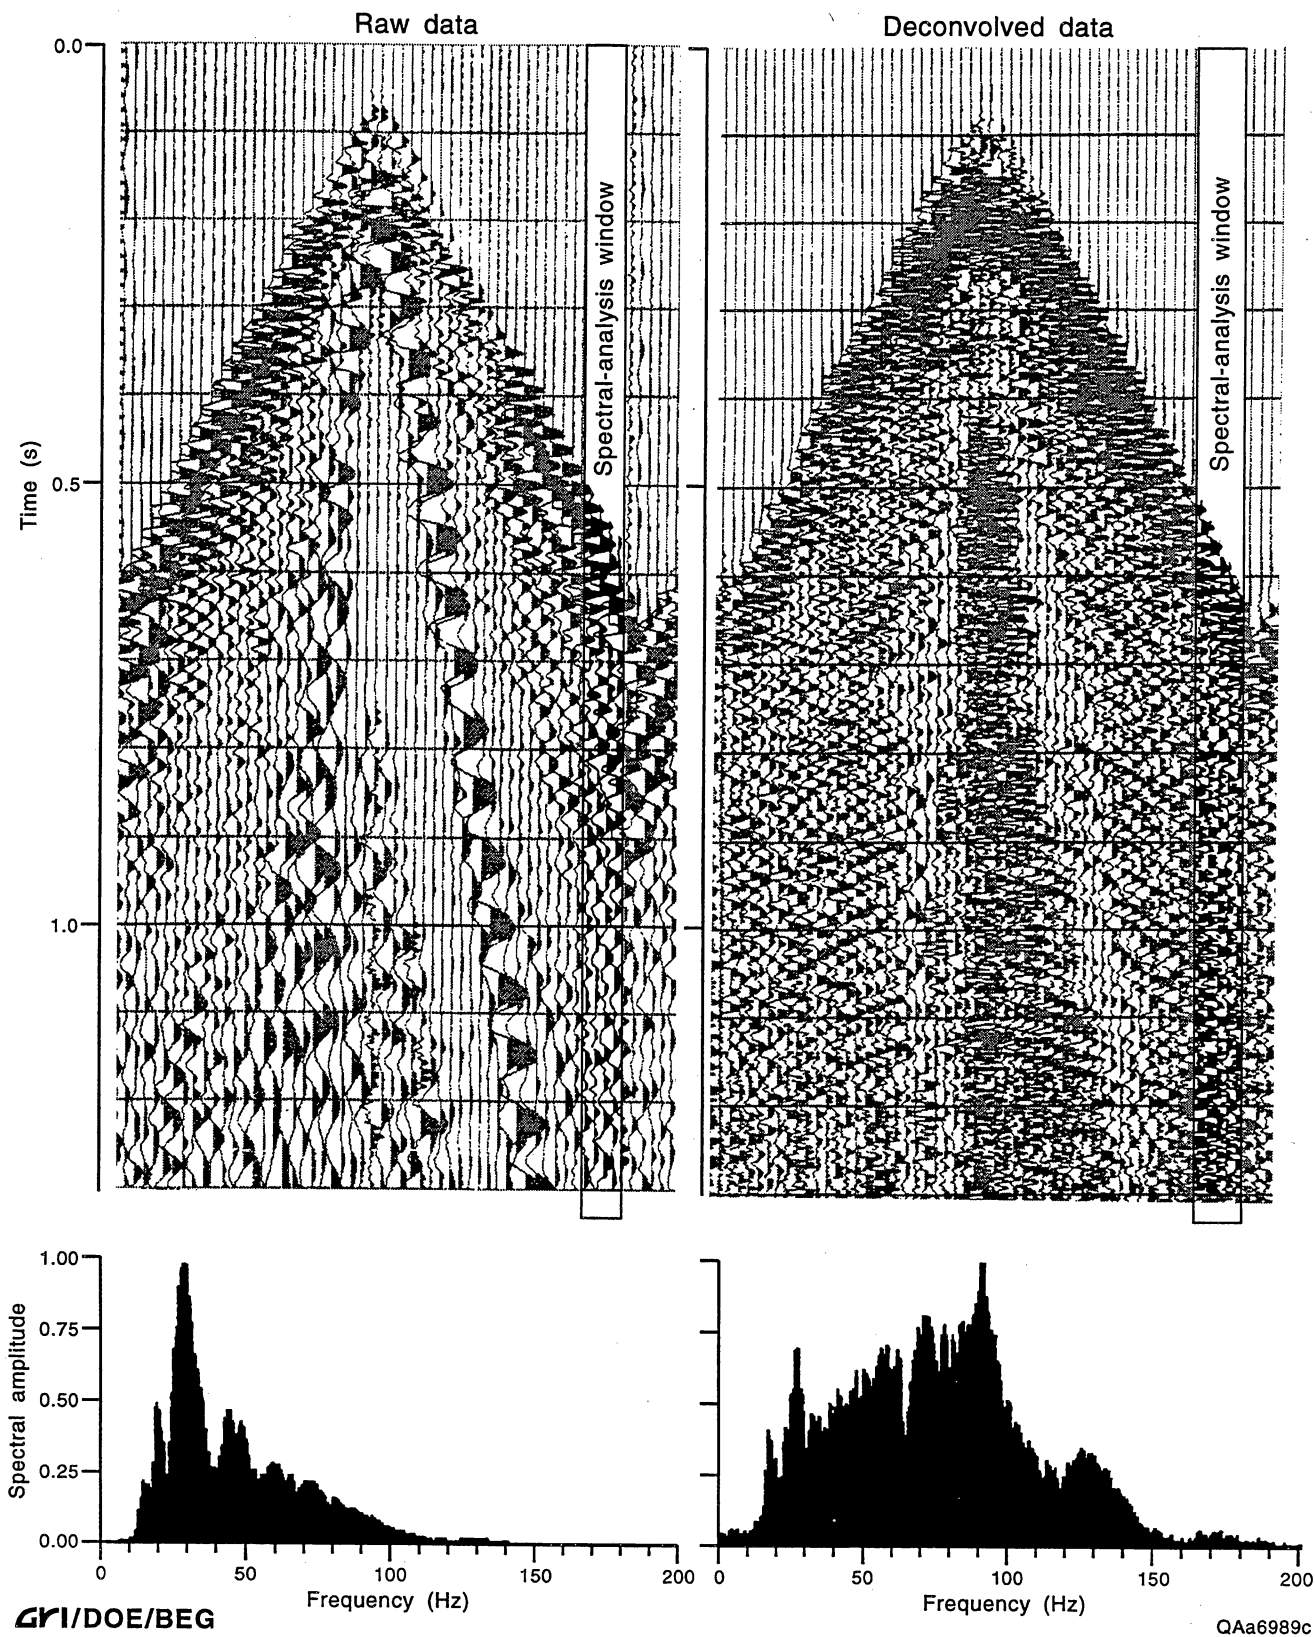 Raw data
Deconvolved data
0.0
0.5
1.0
Time (s)
Spectral-analysis window
Spectral-analysis window
1.00
0.75
0.50
0.25
0.00
Spectral amplitude
0 50 100 150 200
Frequency (Hz)
0 50 100 150 200
Frequency (Hz)
GRI/DOE/BEG
QAa6989c